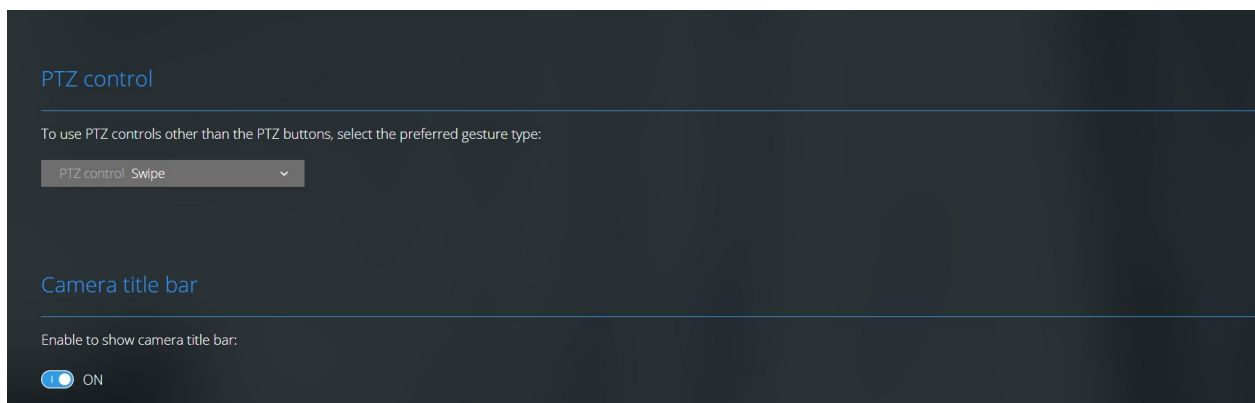 PTZ control
To use PTZ controls other than the PTZ buttons, select the preferred gesture type:
PTZ control Swipe
Camera title bar
Enable to show camera title bar:
ON